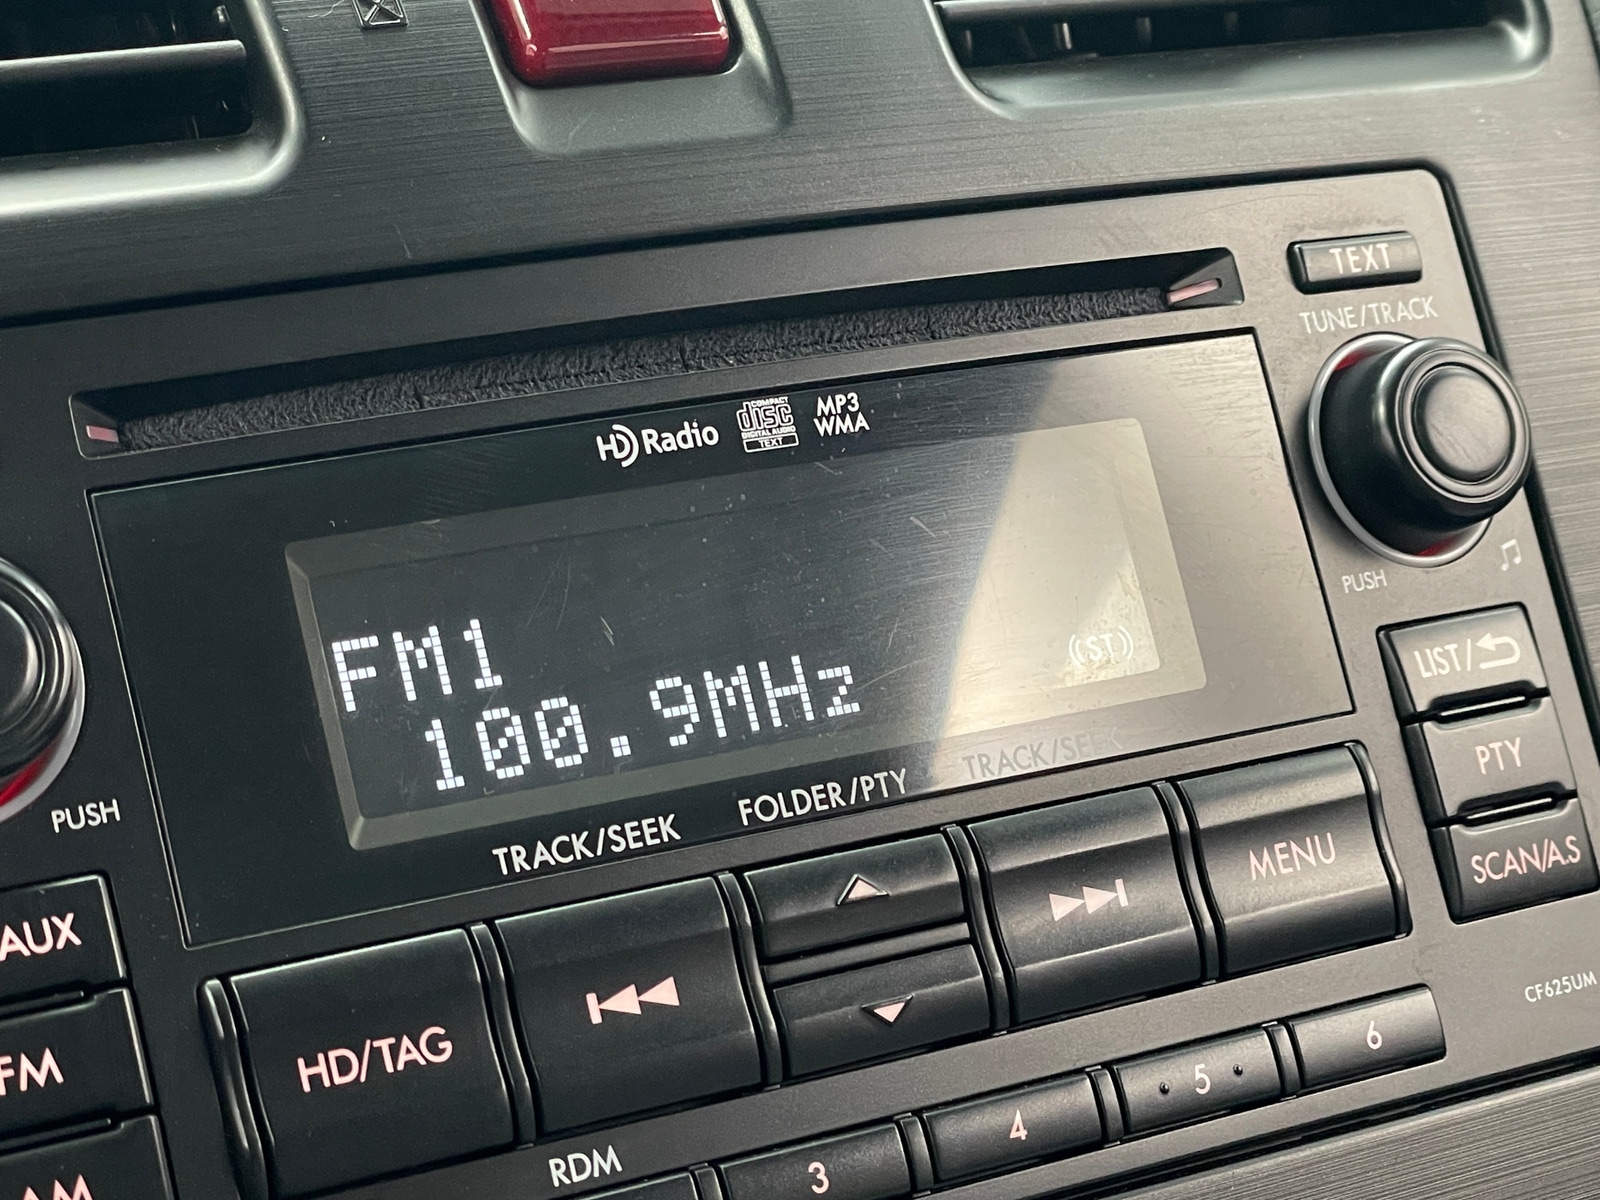 TEXT
TUNE/TRACK
HD Radio
COMPACT
disc
DIGITAL AUDIO
TEXT
MP3
WMA
PUSH
FM1
100.9MHz
(ST)
LIST/
PTY
SCAN/A.S
PUSH
TRACK/SEEK
FOLDER/PTY
TRACK/SEEK
AUX
FM
AM
HD/TAG
MENU
CF625UM
RDM
3
4
5
6